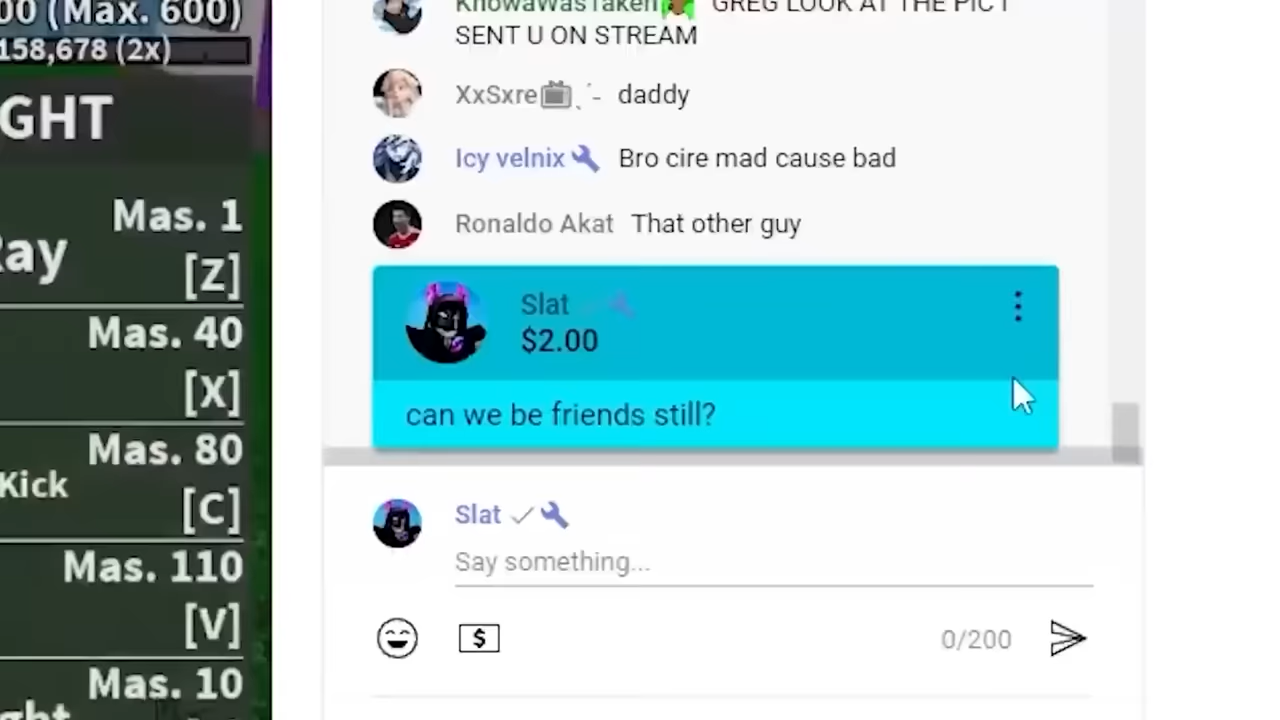 00 (Max. 600)
158,678 (2x)
GHT
Mas. 1
Ray
[Z]
Mas. 40
[X]
Mas. 80
Kick
[C]
Mas. 110
[V]
Mas. 10
ght
KnowaWasTaken GREG LOOK AT THE PIC I
SENT U ON STREAM
XxSxre daddy
Icy velnix Bro cire mad cause bad
Ronaldo Akat That other guy
Slat
$2.00
can we be friends still?
Slat
Say something...
$
0/200